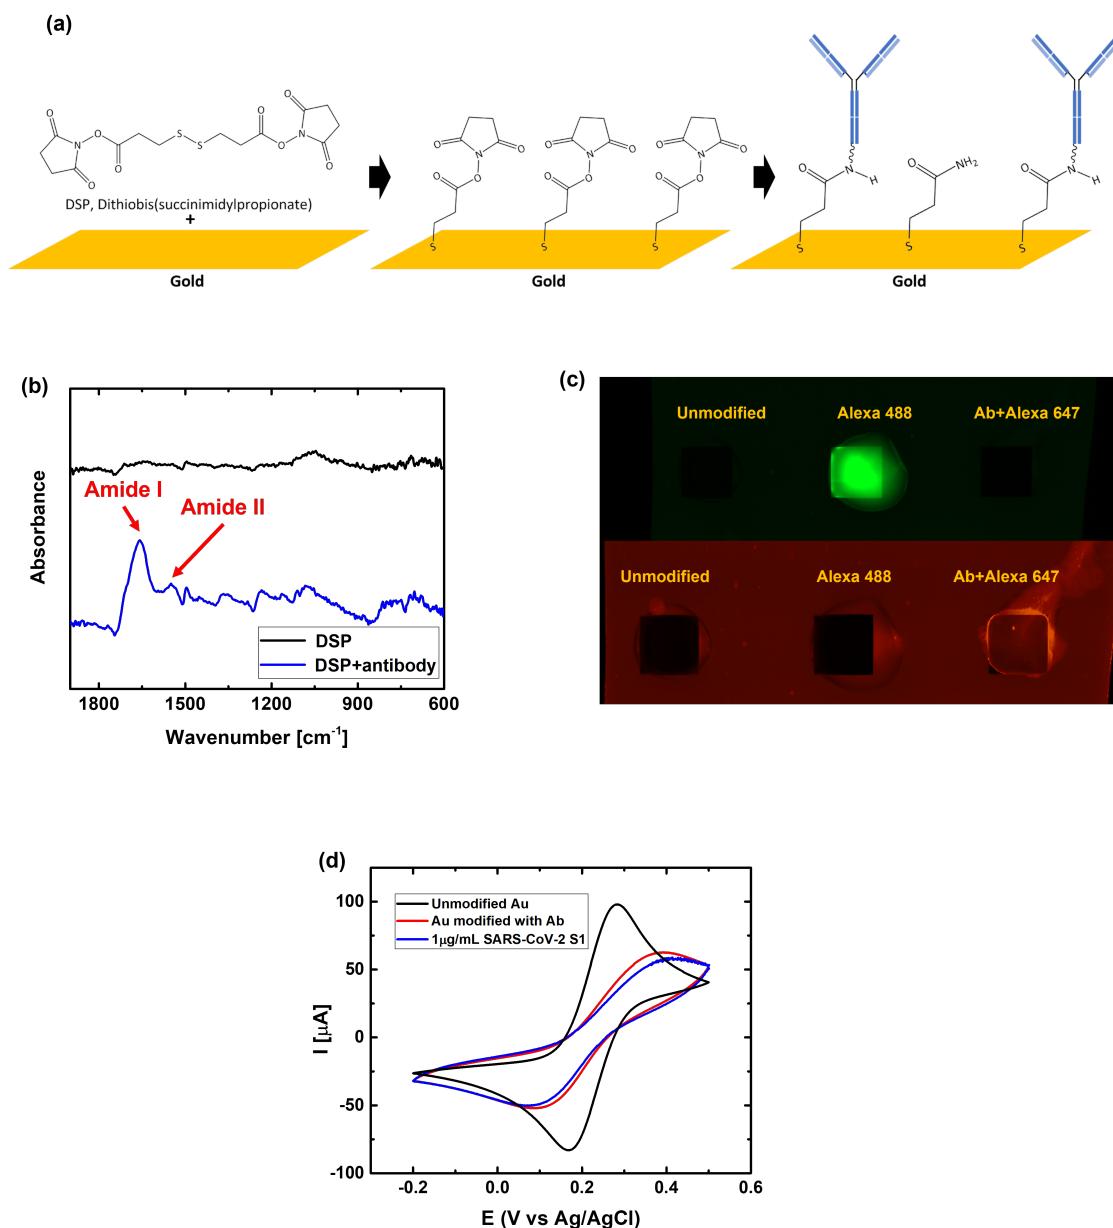 (a)
O
O
N
O
O
S
S
O
O
O
N
O
O
DSP, Dithiobis(succinimidylpropionate)
+
Gold
O
N
O
O
O
S
O
N
O
O
O
S
O
N
O
O
O
S
Gold
O
N
H
S
O
NH2
S
O
N
H
S
Gold
(b)
Absorbance
Amide I
Amide II
DSP
DSP+antibody
1800
1500
1200
900
600
Wavenumber [cm-1]
(c)
Unmodified
Alexa 488
Ab+Alexa 647
Unmodified
Alexa 488
Ab+Alexa 647
(d)
I [μA]
100
50
0
-50
-100
Unmodified Au
Au modified with Ab
1μg/mL SARS-CoV-2 S1
-0.2
0.0
0.2
0.4
0.6
E (V vs Ag/AgCl)